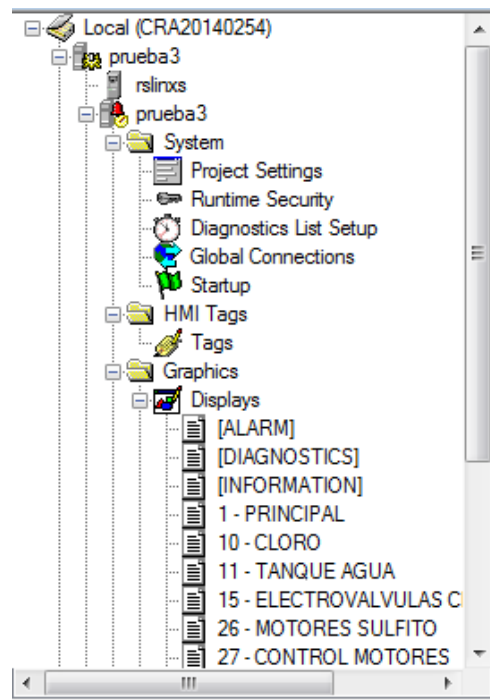 Local (CRA20140254)
prueba3
rslinxs
prueba3
System
Project Settings
Runtime Security
Diagnostics List Setup
Global Connections
Startup
HMI Tags
Tags
Graphics
Displays
[ALARM]
[DIAGNOSTICS]
[INFORMATION]
1 - PRINCIPAL
10 - CLORO
11 - TANQUE AGUA
15 - ELECTROVALVULAS
26 - MOTORES SULFITO
27 - CONTROL MOTORES